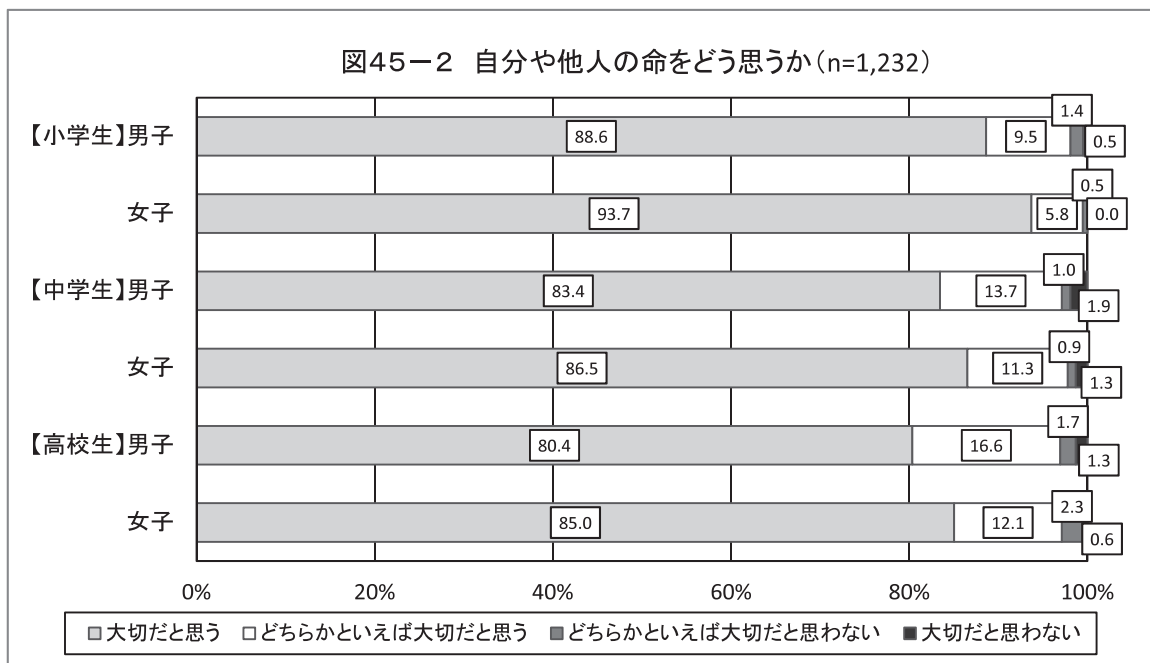 図45－2 自分や他人の命をどう思うか(n=1,232)
【小学生】男子 88.6 9.5 1.4 0.5
女子 93.7 5.8 0.5 0.0
【中学生】男子 83.4 13.7 1.0 1.9
女子 86.5 11.3 0.9 1.3
【高校生】男子 80.4 16.6 1.7 1.3
女子 85.0 12.1 2.3 0.6
0% 20% 40% 60% 80% 100%
大切だと思う どちらかといえば大切だと思う どちらかといえば大切だと思わない 大切だと思わない